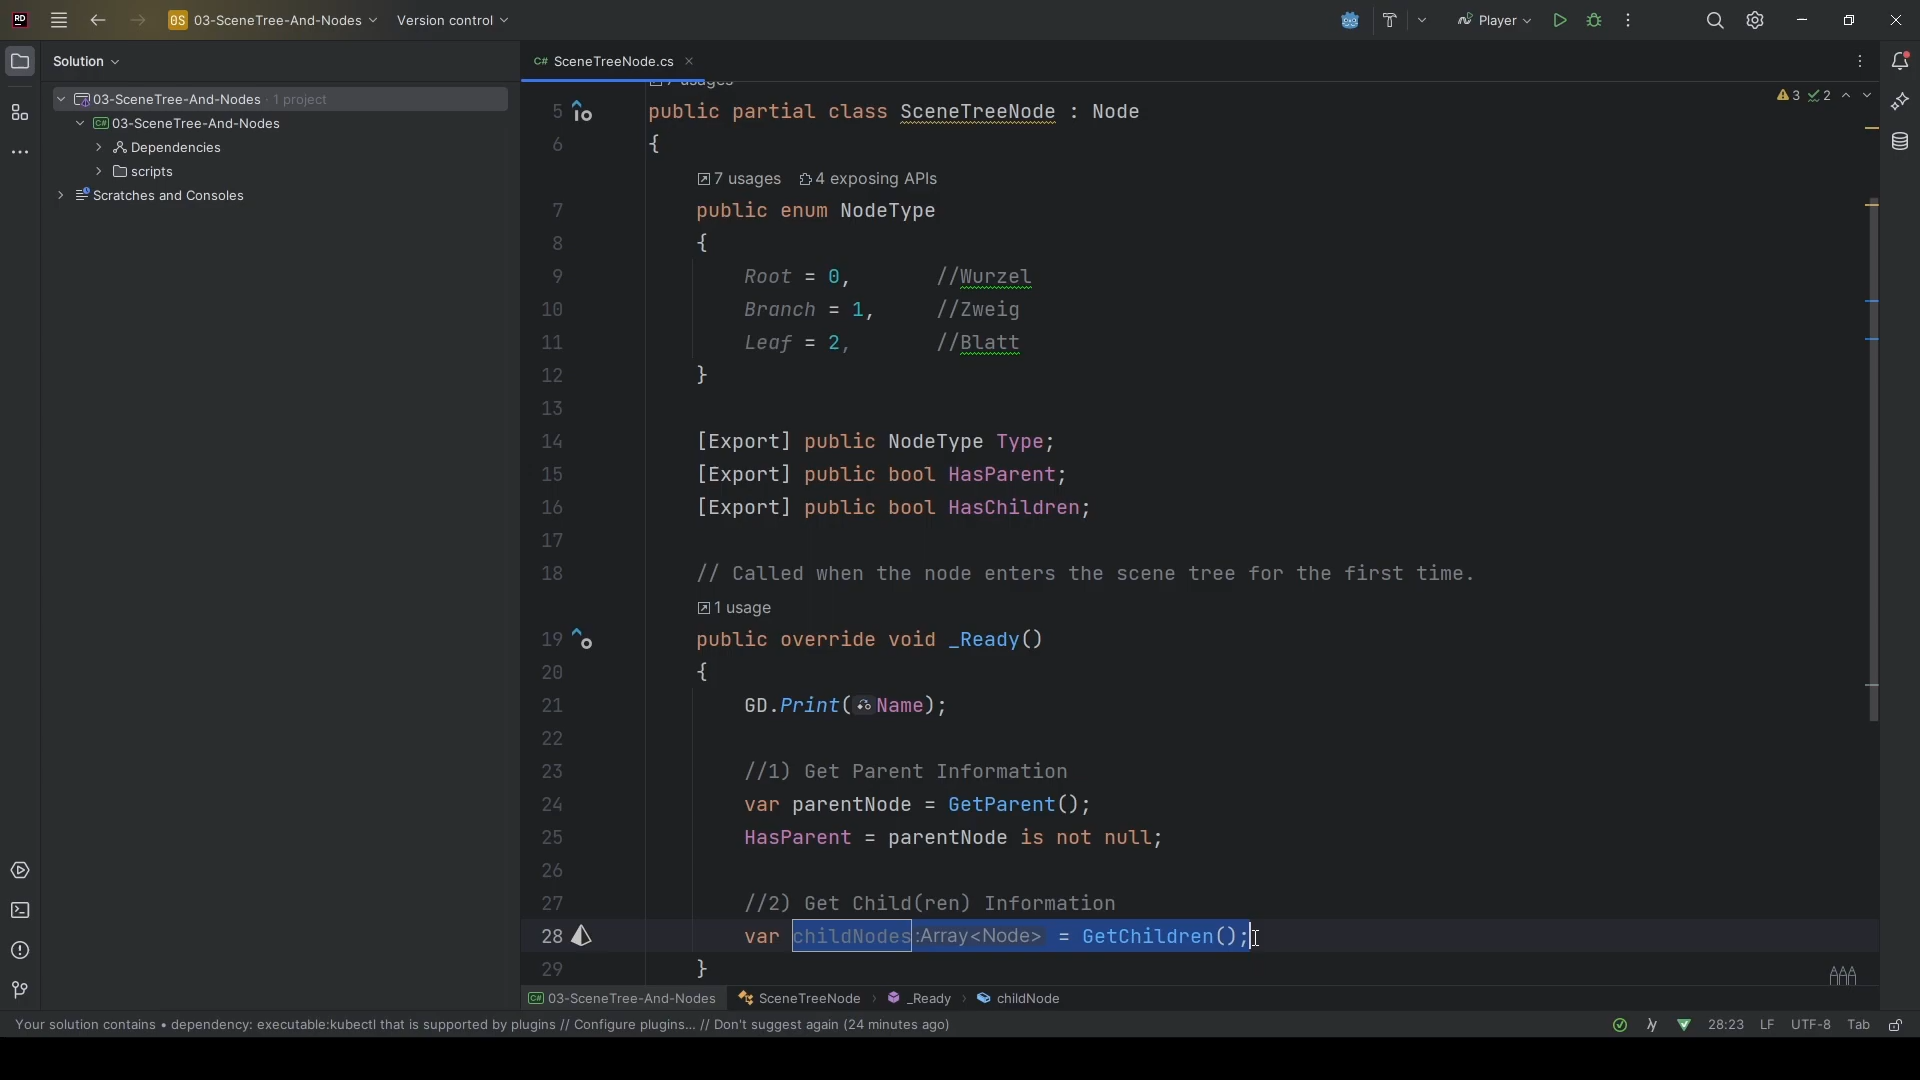 03-SceneTree-And-Nodes
Version control
Player
Solution
SceneTreeNode.cs
03-SceneTree-And-Nodes · 1 project
03-SceneTree-And-Nodes
Dependencies
scripts
Scratches and Consoles
7 usages
3 2
5 public partial class SceneTreeNode : Node
6 {
7 usages 4 exposing APIs
7 public enum NodeType
8 {
9 Root = 0, //Wurzel
10 Branch = 1, //Zweig
11 Leaf = 2, //Blatt
12 }
13
14 [Export] public NodeType Type;
15 [Export] public bool HasParent;
16 [Export] public bool HasChildren;
17
18 // Called when the node enters the scene tree for the first time.
1 usage
19 public override void _Ready()
20 {
21 GD.Print(Name);
22
23 //1) Get Parent Information
24 var parentNode = GetParent();
25 HasParent = parentNode is not null;
26
27 //2) Get Child(ren) Information
28 var childNodes :Array<Node> = GetChildren();
29 }
03-SceneTree-And-Nodes SceneTreeNode › _Ready › childNode
Your solution contains • dependency: executable:kubectl that is supported by plugins // Configure plugins... // Don't suggest again (24 minutes ago)
28:23 LF UTF-8 Tab